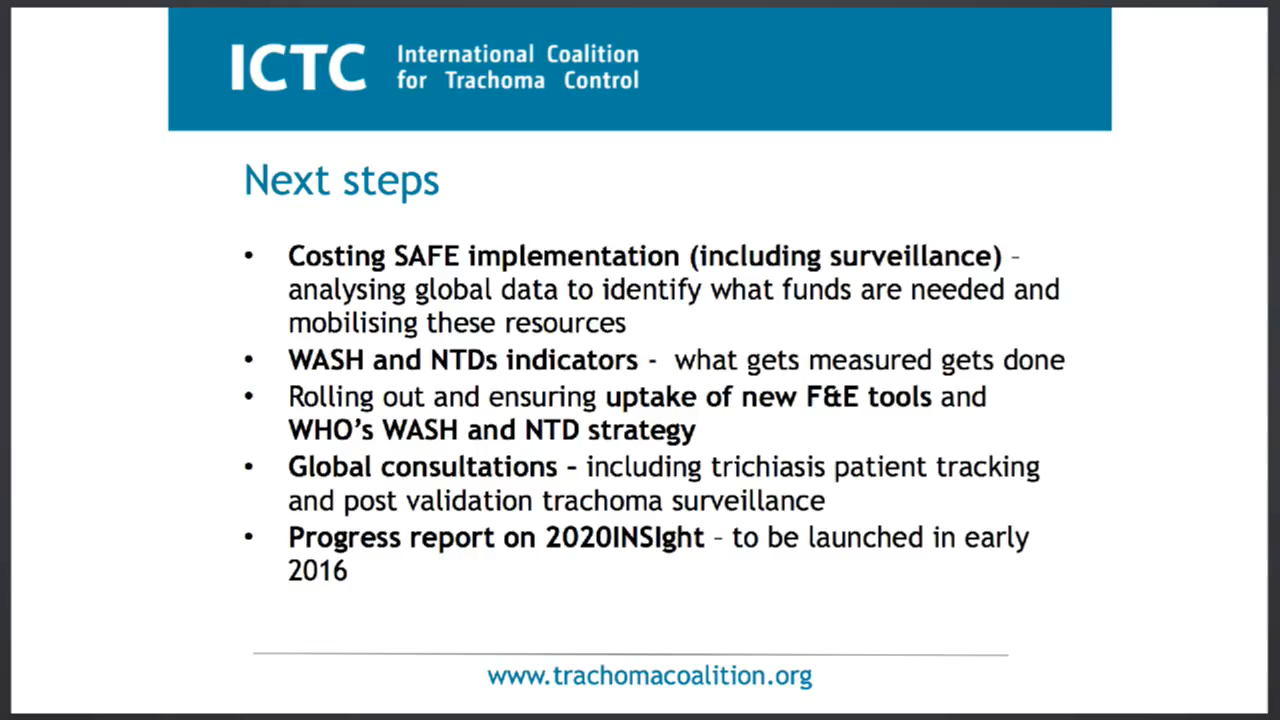 ICTC
International Coalition
for Trachoma Control
Next steps
• Costing SAFE implementation (including surveillance) –
analysing global data to identify what funds are needed and
mobilising these resources
• WASH and NTDs indicators - what gets measured gets done
• Rolling out and ensuring uptake of new F&E tools and
WHO’s WASH and NTD strategy
• Global consultations – including trichiasis patient tracking
and post validation trachoma surveillance
• Progress report on 2020INSIght – to be launched in early
2016
www.trachomacoalition.org